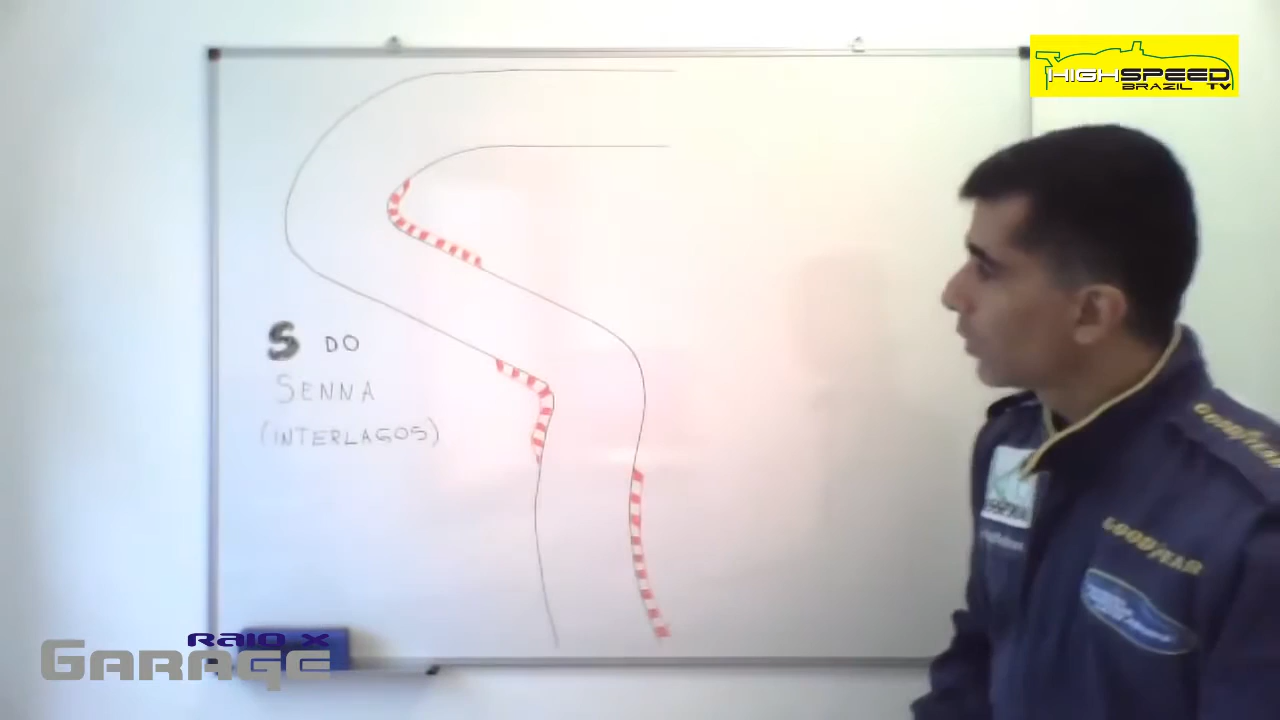 HIGHSPEED
BRAZIL TV
S DO
SENNA
(INTERLAGOS)
GOODYEAR
GOODYEAR
RAIO X
GARAGE